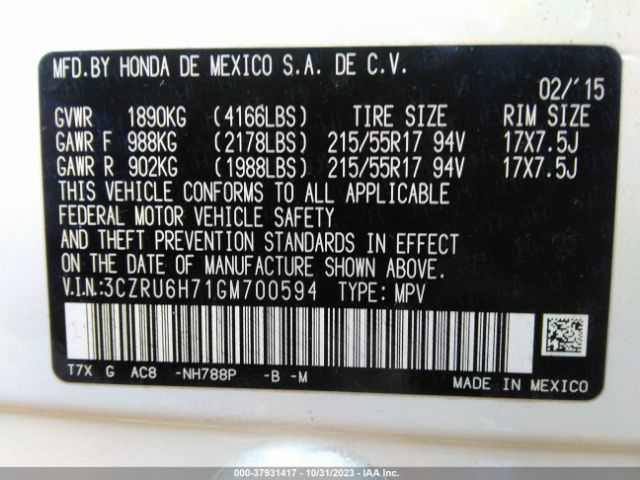 MFD.BY HONDA DE MEXICO S.A. DE C.V.
02/'15
GVWR 1890KG (4166LBS) TIRE SIZE RIM SIZE
GAWR F 988KG (2178LBS) 215/55R17 94V 17X7.5J
GAWR R 902KG (1988LBS) 215/55R17 94V 17X7.5J
THIS VEHICLE CONFORMS TO ALL APPLICABLE
FEDERAL MOTOR VEHICLE SAFETY
AND THEFT PREVENTION STANDARDS IN EFFECT
ON THE DATE OF MANUFACTURE SHOWN ABOVE.
V.I.N.:3CZRU6H71GM700594 TYPE: MPV
T7X G AC8 -NH788P -B -M
MADE IN MEXICO
000-37931417 - 10/31/2023 - IAA, Inc.